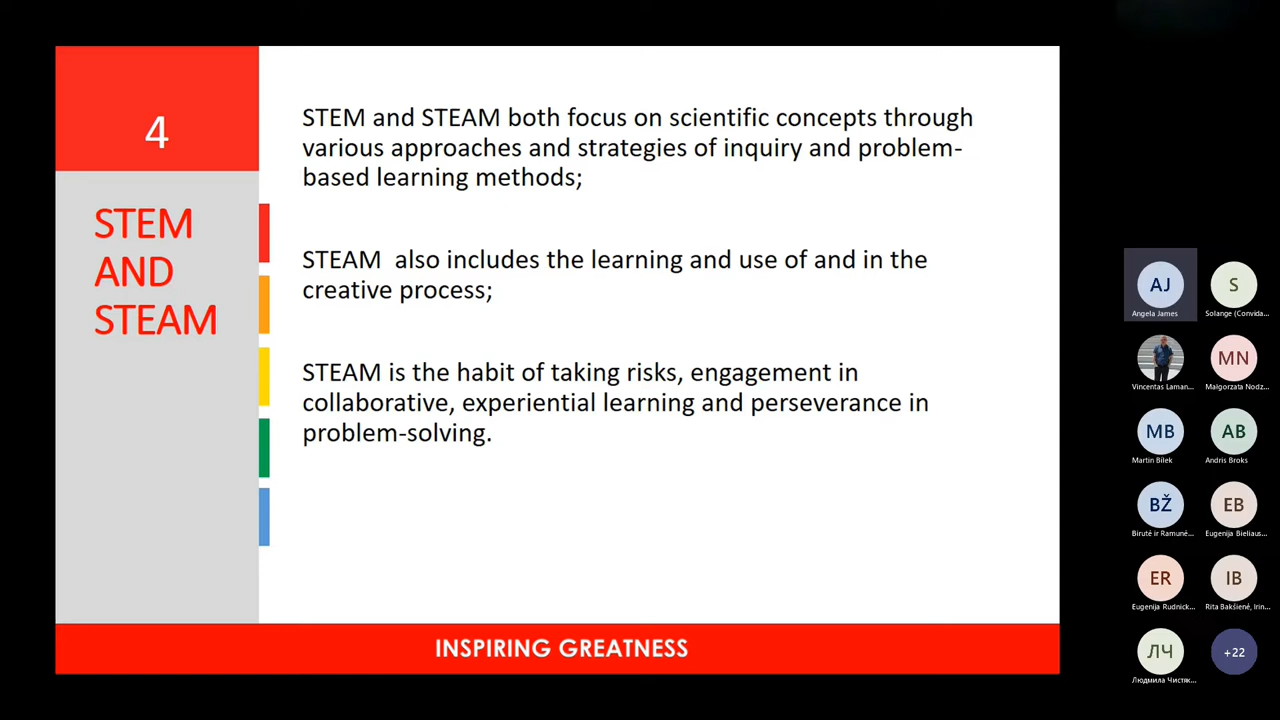 4
STEM
AND
STEAM
STEM and STEAM both focus on scientific concepts through
various approaches and strategies of inquiry and problem-
based learning methods;
STEAM also includes the learning and use of and in the
creative process;
STEAM is the habit of taking risks, engagement in
collaborative, experiential learning and perseverance in
problem-solving.
INSPIRING GREATNESS
AJ
S
Angela James
Solange (Convida...
MN
Vincentas Laman...
Małgorzata Nodz...
MB
AB
Martin Bilek
Andris Broks
BŽ
EB
Birutė ir Ramunė...
Eugenija Bieliaus...
ER
IB
Eugenija Rudnick...
Rita Bakšienė, Irin...
ЛЧ
+22
Людмила Чистяк...